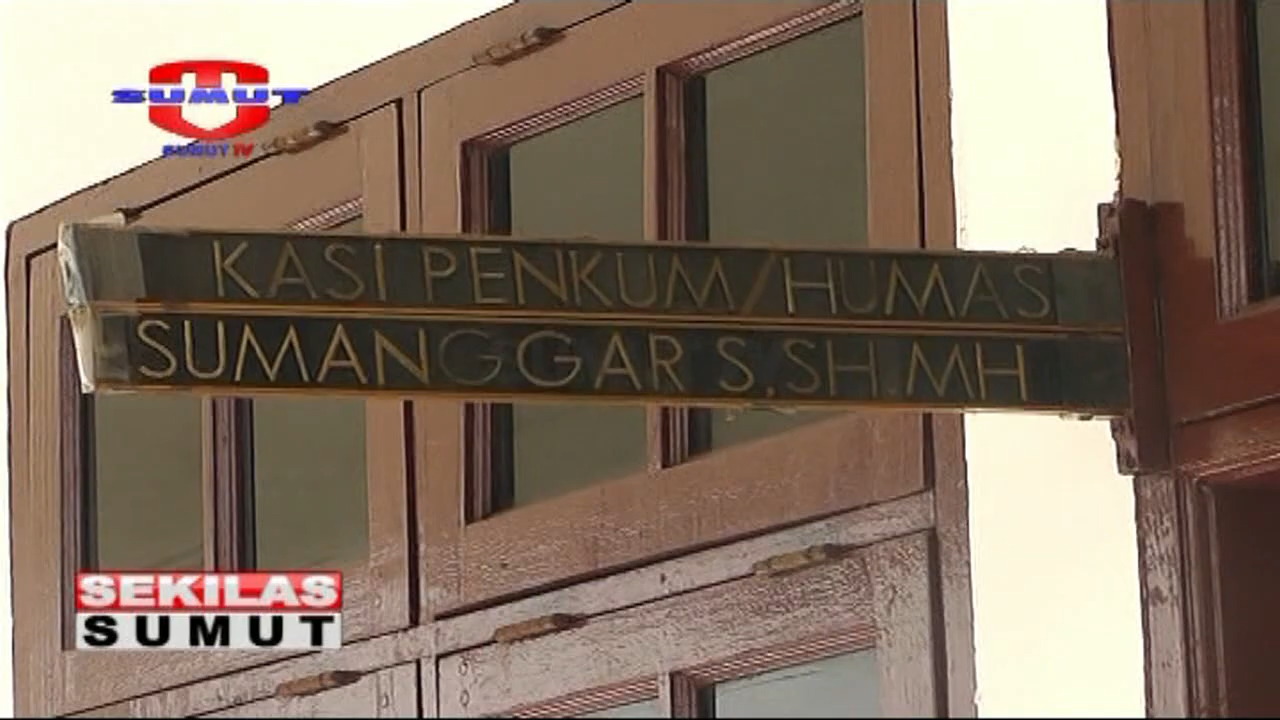 SUMUT
SUMUT TV
KASI PENKUM/HUMAS
SUMANGGAR S.SH.MH
SEKILAS
SUMUT